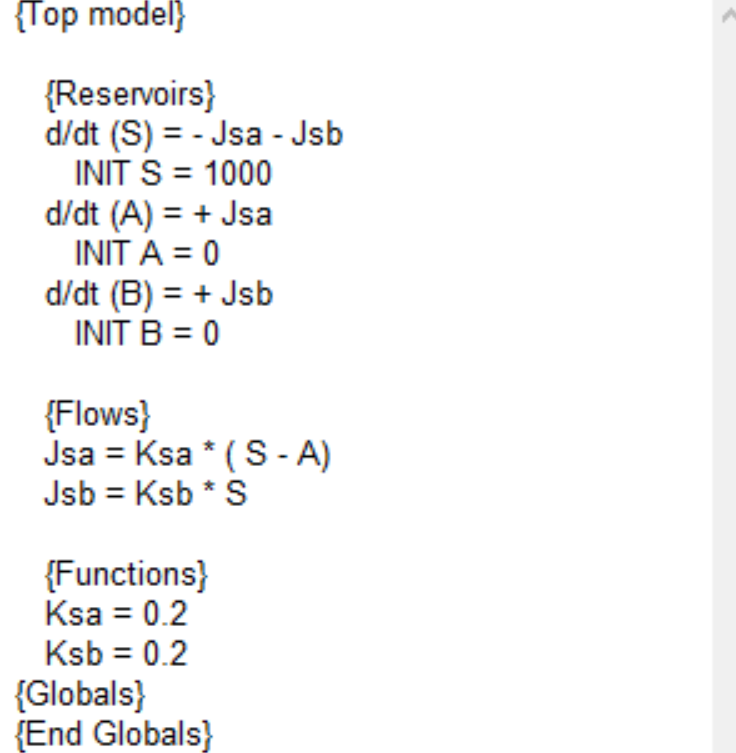 {Top model}
{Reservoirs}
d/dt (S) = - Jsa - Jsb
INIT S = 1000
d/dt (A) = + Jsa
INIT A = 0
d/dt (B) = + Jsb
INIT B = 0
{Flows}
Jsa = Ksa * ( S - A)
Jsb = Ksb * S
{Functions}
Ksa = 0.2
Ksb = 0.2
{Globals}
{End Globals}